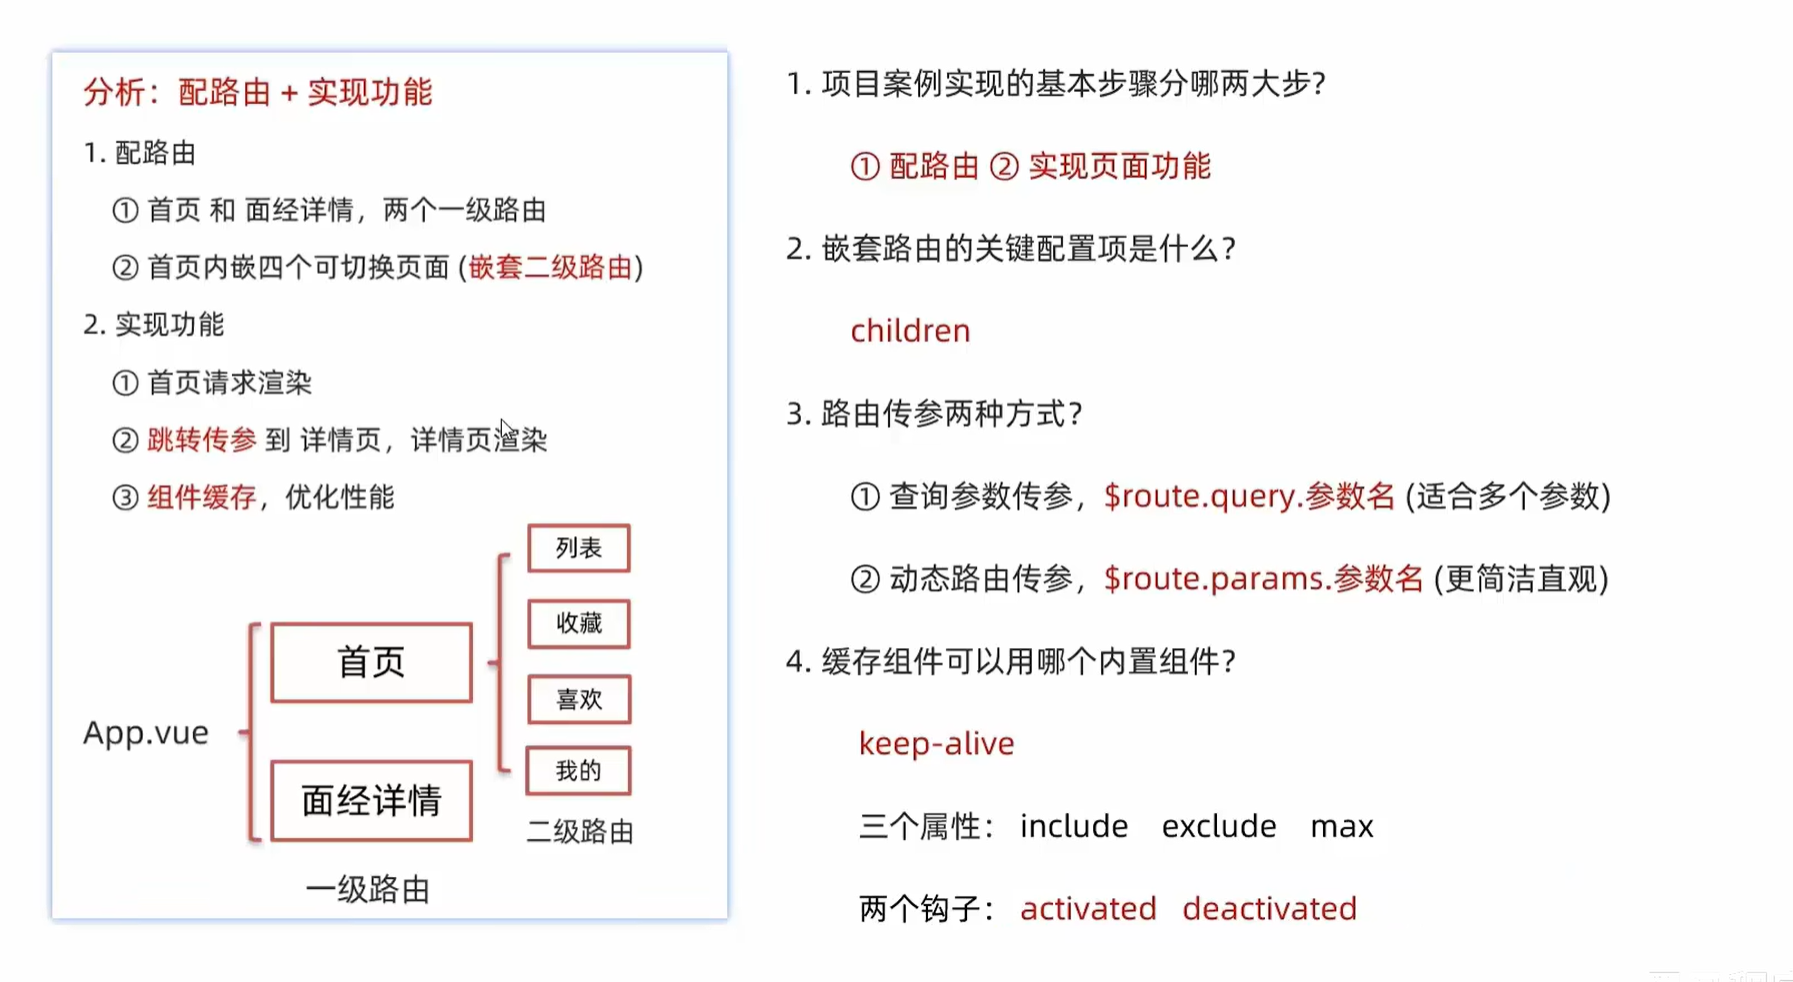 分析：配路由 + 实现功能
1. 配路由
① 首页 和 面经详情，两个一级路由
② 首页内嵌四个可切换页面 (嵌套二级路由)
2. 实现功能
① 首页请求渲染
② 跳转传参 到 详情页，详情页渲染
③ 组件缓存，优化性能
列表
收藏
首页
喜欢
App.vue
我的
面经详情
二级路由
一级路由
1. 项目案例实现的基本步骤分哪两大步？
① 配路由 ② 实现页面功能
2. 嵌套路由的关键配置项是什么？
children
3. 路由传参两种方式？
① 查询参数传参，$route.query.参数名 (适合多个参数)
② 动态路由传参，$route.params.参数名 (更简洁直观)
4. 缓存组件可以用哪个内置组件？
keep-alive
三个属性： include exclude max
两个钩子： activated deactivated